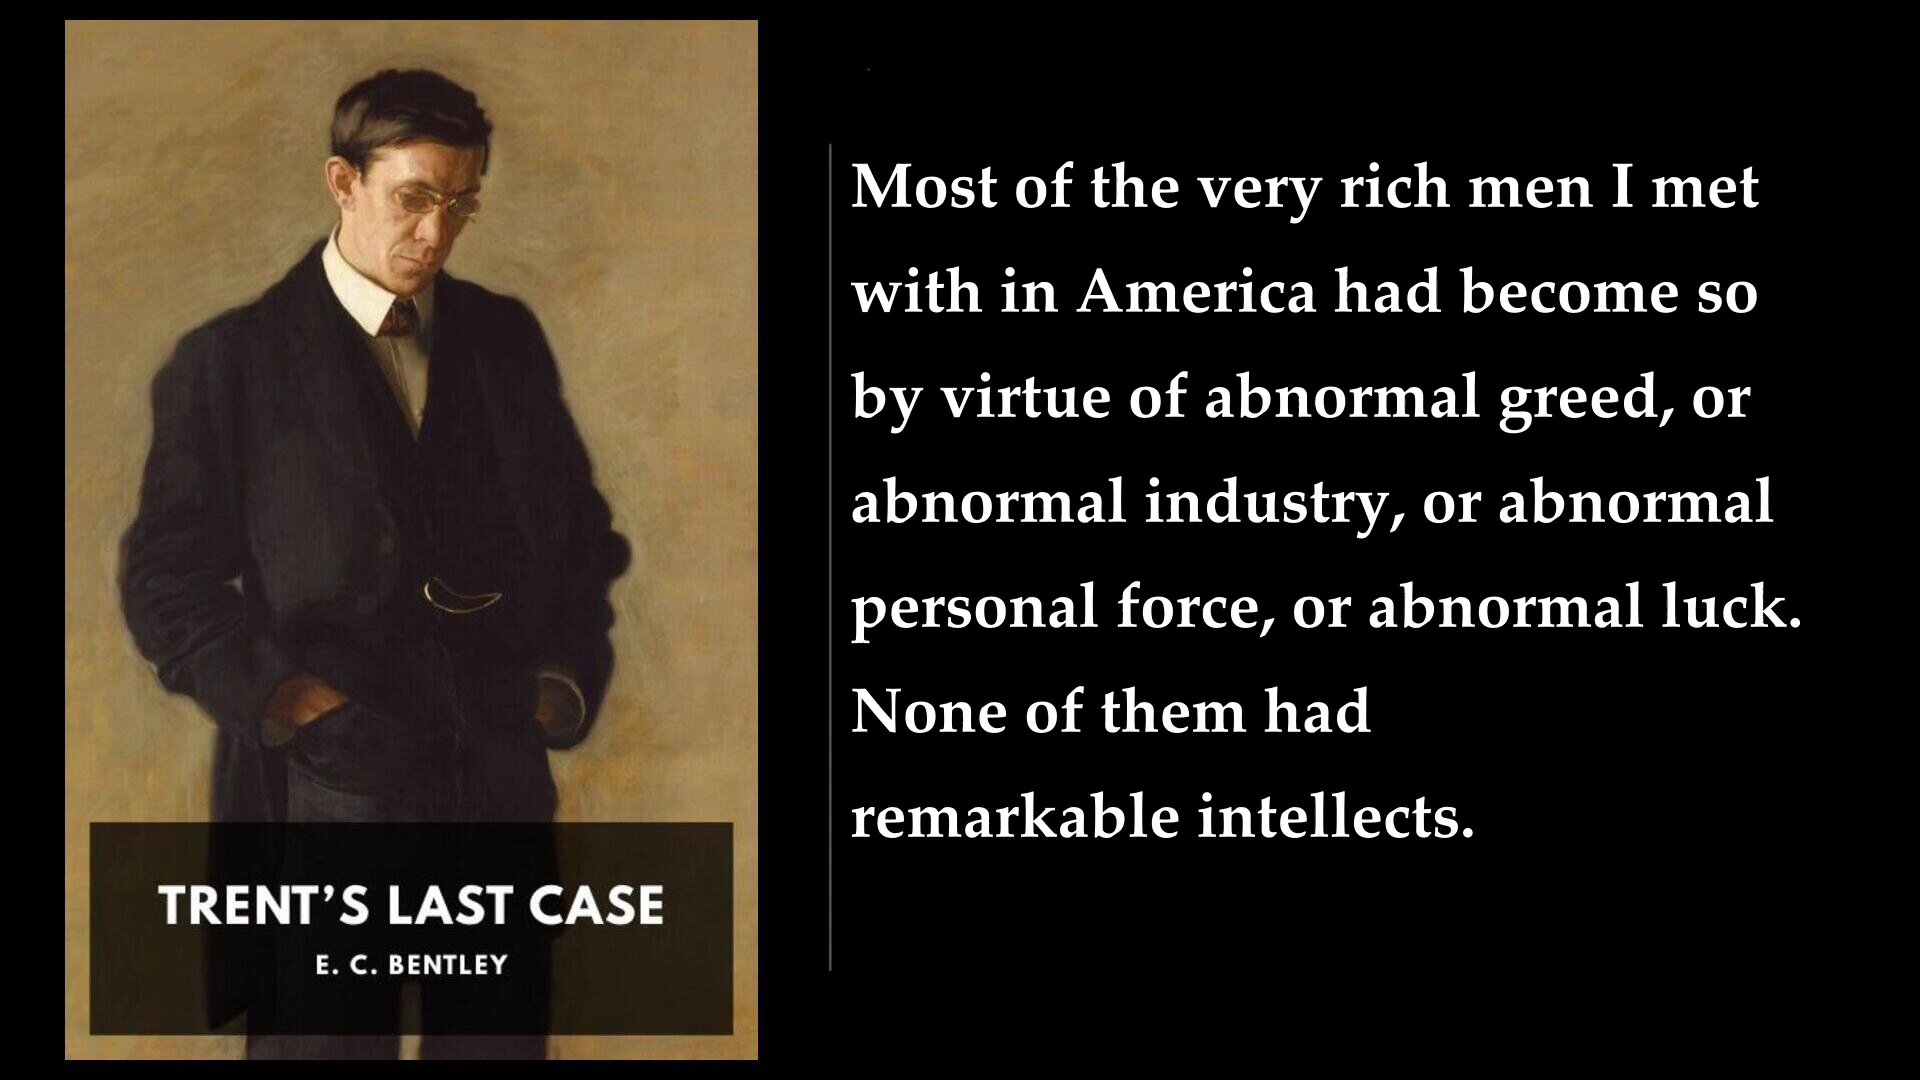 TRENT’S LAST CASE
E. C. BENTLEY
Most of the very rich men I met
with in America had become so
by virtue of abnormal greed, or
abnormal industry, or abnormal
personal force, or abnormal luck.
None of them had
remarkable intellects.